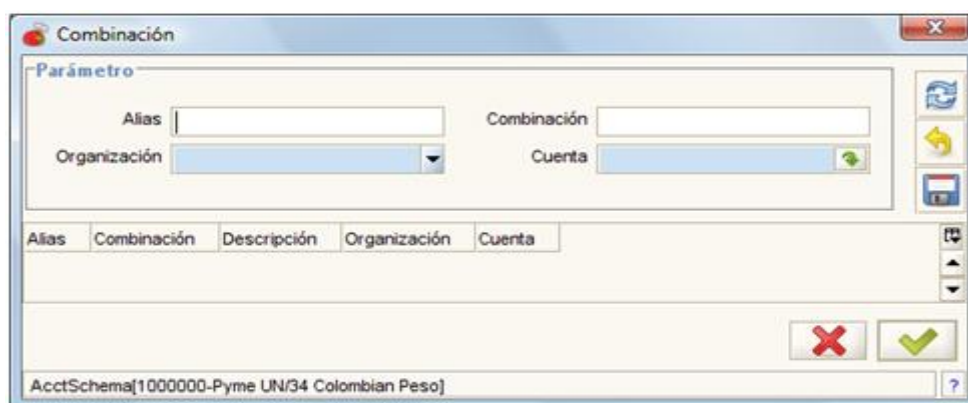 Combinación
Parámetro
Alias Combinación
Organización Cuenta
Alias Combinación Descripción Organización Cuenta
AcctSchema[1000000-Pyme UN/34 Colombian Peso] ?